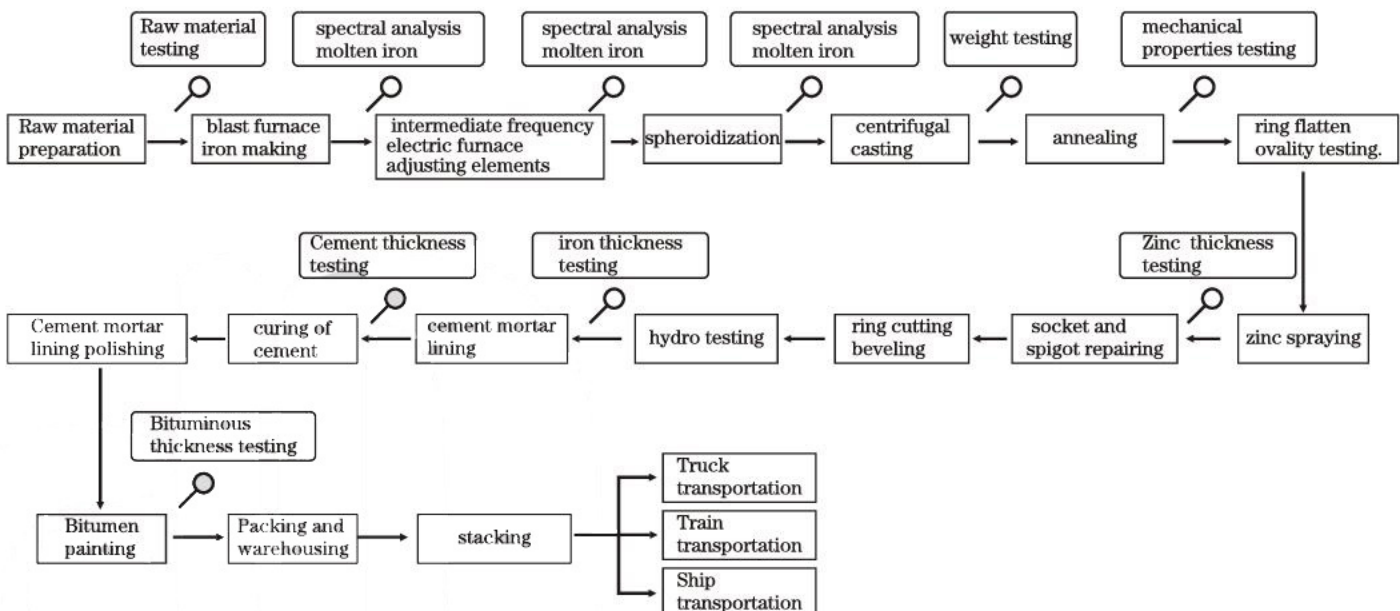 Raw material
testing
spectral analysis
molten iron
spectral analysis
molten iron
spectral analysis
molten iron
weight testing
mechanical
properties testing
Raw material
preparation
blast furnace
iron making
intermediate frequency
electric furnace
adjusting elements
spheroidization
centrifugal
casting
annealing
ring flatten
ovality testing.
Cement thickness
testing
iron thickness
testing
Zinc thickness
testing
Cement mortar
lining polishing
curing of
cement
cement mortar
lining
hydro testing
ring cutting
beveling
socket and
spigot repairing
zinc spraying
Bituminous
thickness testing
Bitumen
painting
Packing and
warehousing
stacking
Truck
transportation
Train
transportation
Ship
transportation